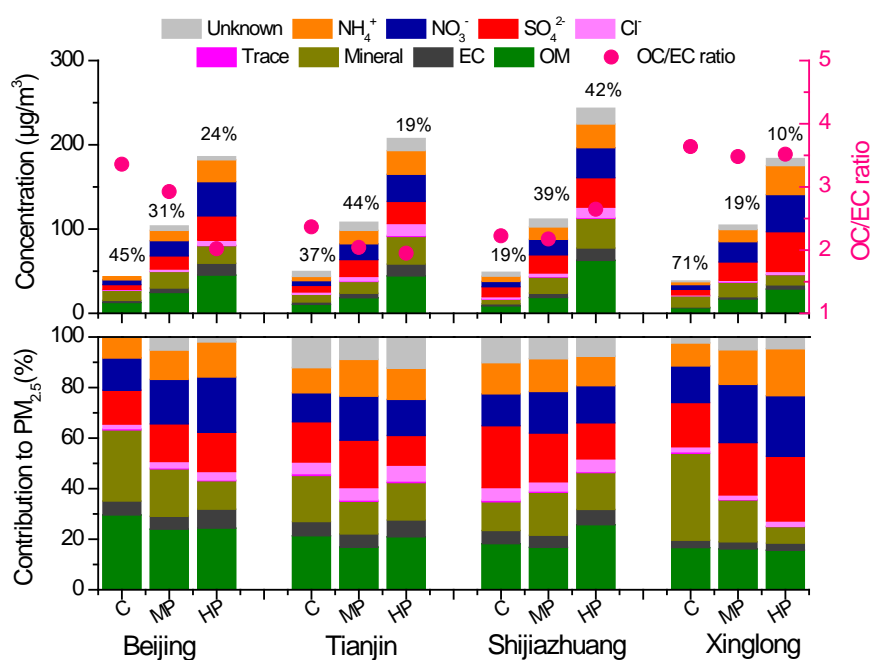 Unknown NH₄⁺ NO₃⁻ SO₄²⁻ Cl⁻
Trace Mineral EC OM OC/EC ratio
300
200
100
0
Concentration (µg/m³)
45% 31% 24%
37% 44% 19%
19% 39% 42%
71% 19% 10%
5
4
3
2
1
OC/EC ratio
100
80
60
40
20
0
Contribution to PM₂.₅(%)
C MP HP C MP HP C MP HP C MP HP
Beijing Tianjin Shijiazhuang Xinglong